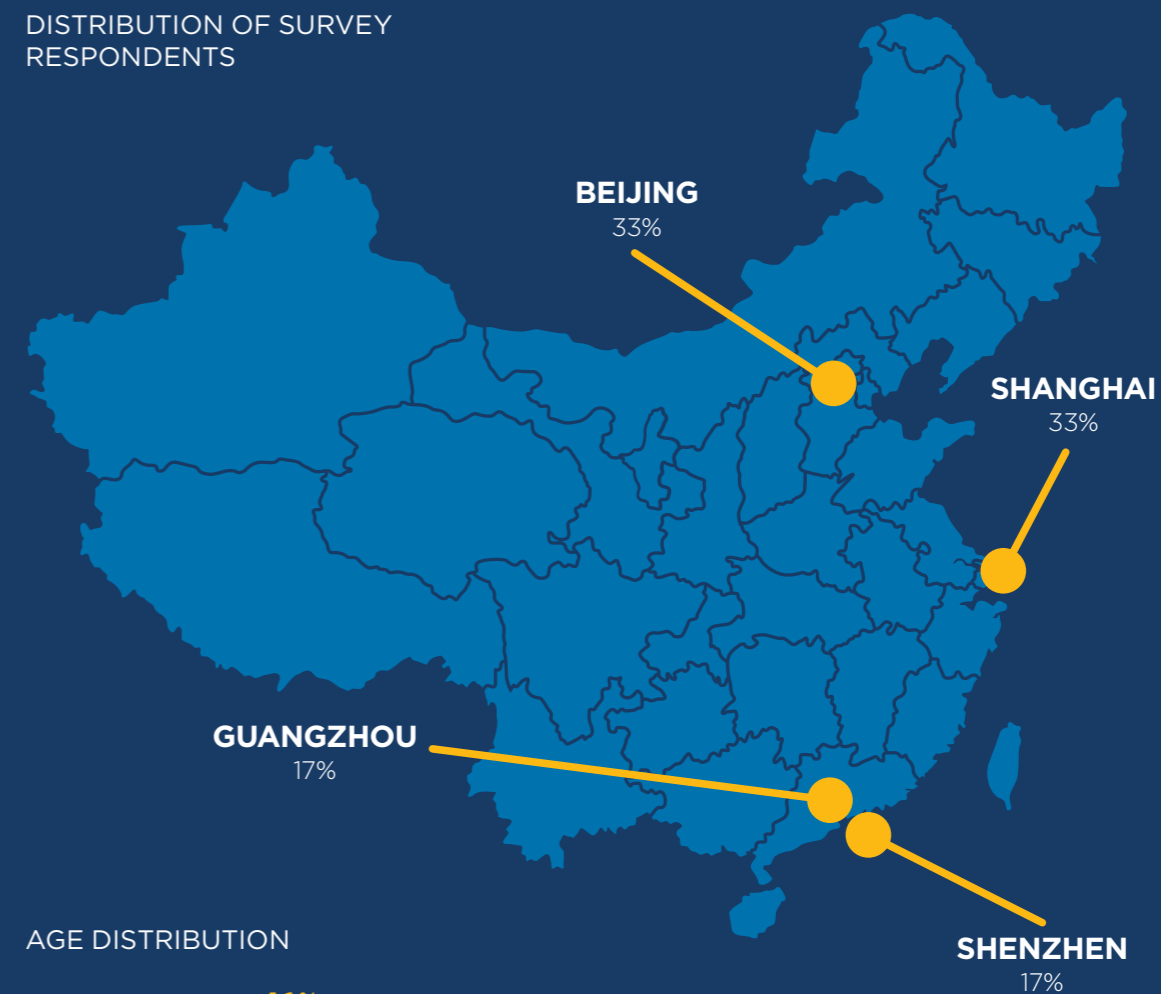 DISTRIBUTION OF SURVEY
RESPONDENTS
BEIJING
33%
SHANGHAI
33%
GUANGZHOU
17%
SHENZHEN
17%
AGE DISTRIBUTION